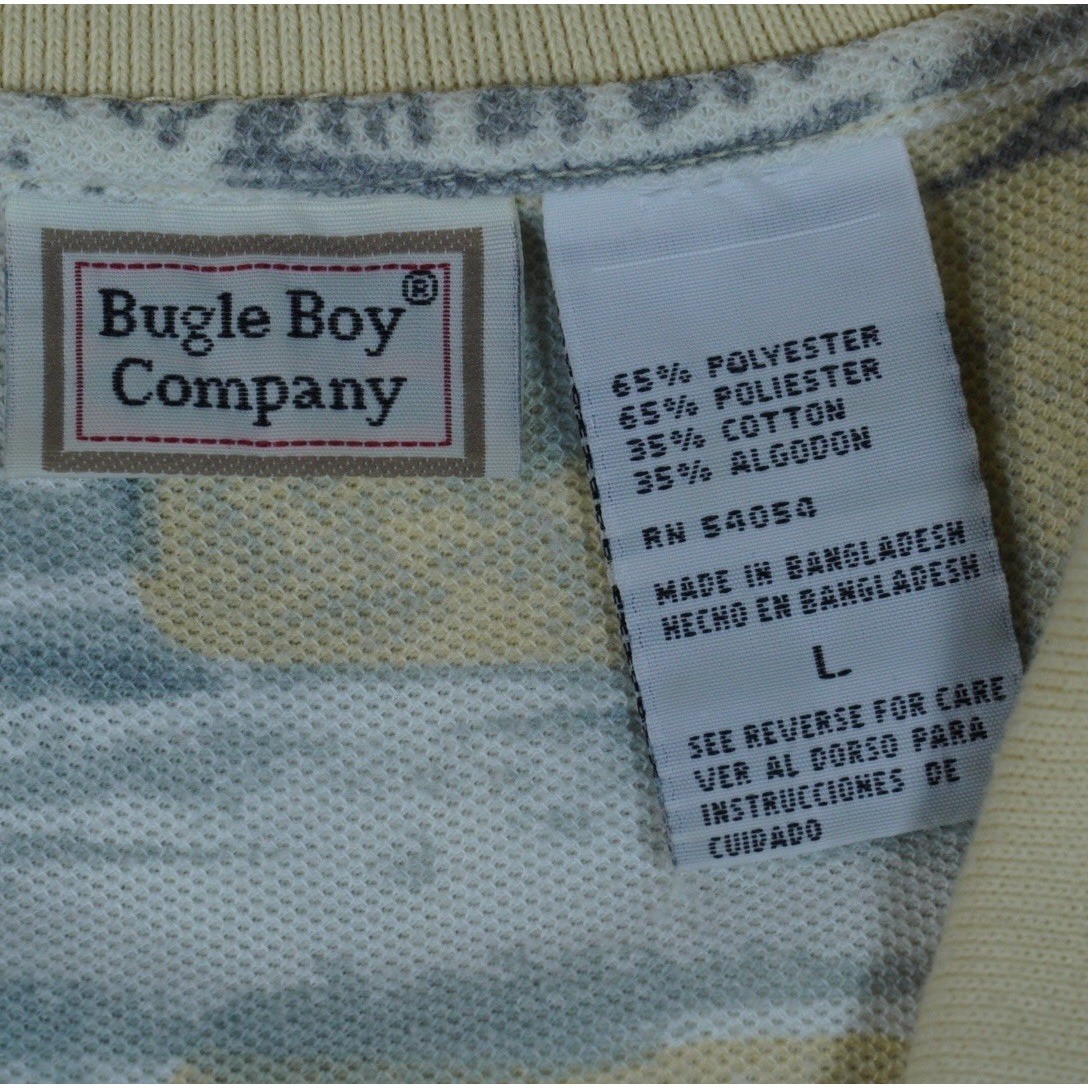 Bugle Boy®
Company
65% POLYESTER
65% POLIESTER
35% COTTON
35% ALGODON
RN 54054
MADE IN BANGLADESH
HECHO EN BANGLADESH
L
SEE REVERSE FOR CARE
VER AL DORSO PARA
INSTRUCCIONES DE
CUIDADO